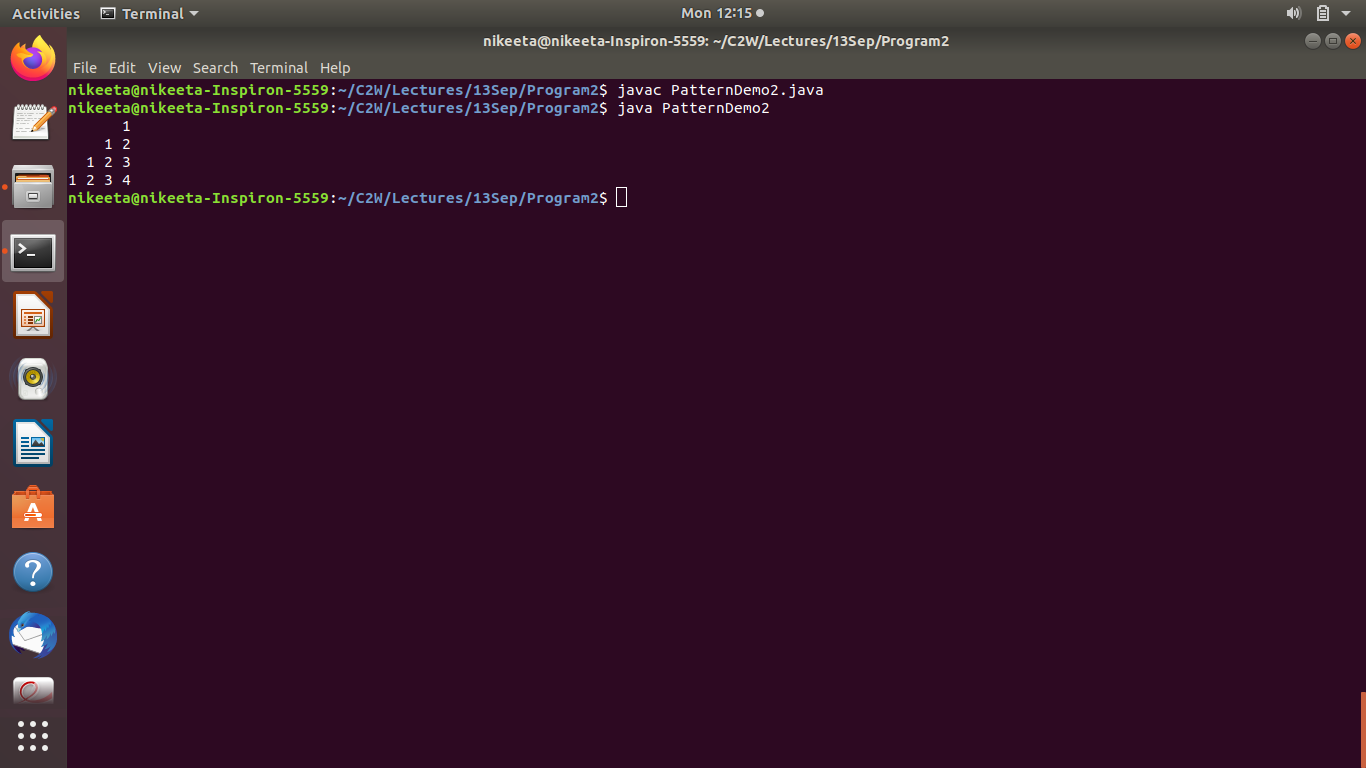 Activities Terminal Mon 12:15
nikeeta@nikeeta-Inspiron-5559: ~/C2W/Lectures/13Sep/Program2
File Edit View Search Terminal Help
nikeeta@nikeeta-Inspiron-5559:~/C2W/Lectures/13Sep/Program2$ javac PatternDemo2.java
nikeeta@nikeeta-Inspiron-5559:~/C2W/Lectures/13Sep/Program2$ java PatternDemo2
      1
    1 2
  1 2 3
1 2 3 4
nikeeta@nikeeta-Inspiron-5559:~/C2W/Lectures/13Sep/Program2$